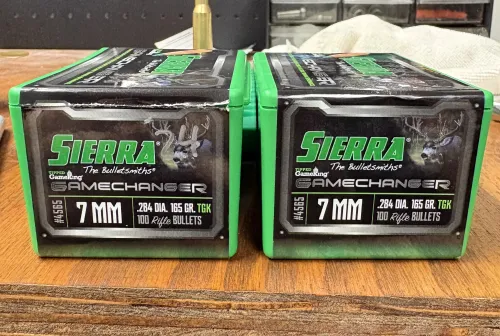 SIERRA
24
The Bulletsmiths®
TIPPED
GameKing
GAMECHANGER
#4565
7 MM
.284 DIA. 165 GR. TGK
100 Rifle BULLETS
SIERRA
The Bulletsmiths®
TIPPED
GameKing
GAMECHANGER
#4565
7 MM
.284 DIA. 165 GR. TGK
100 Rifle BULLETS